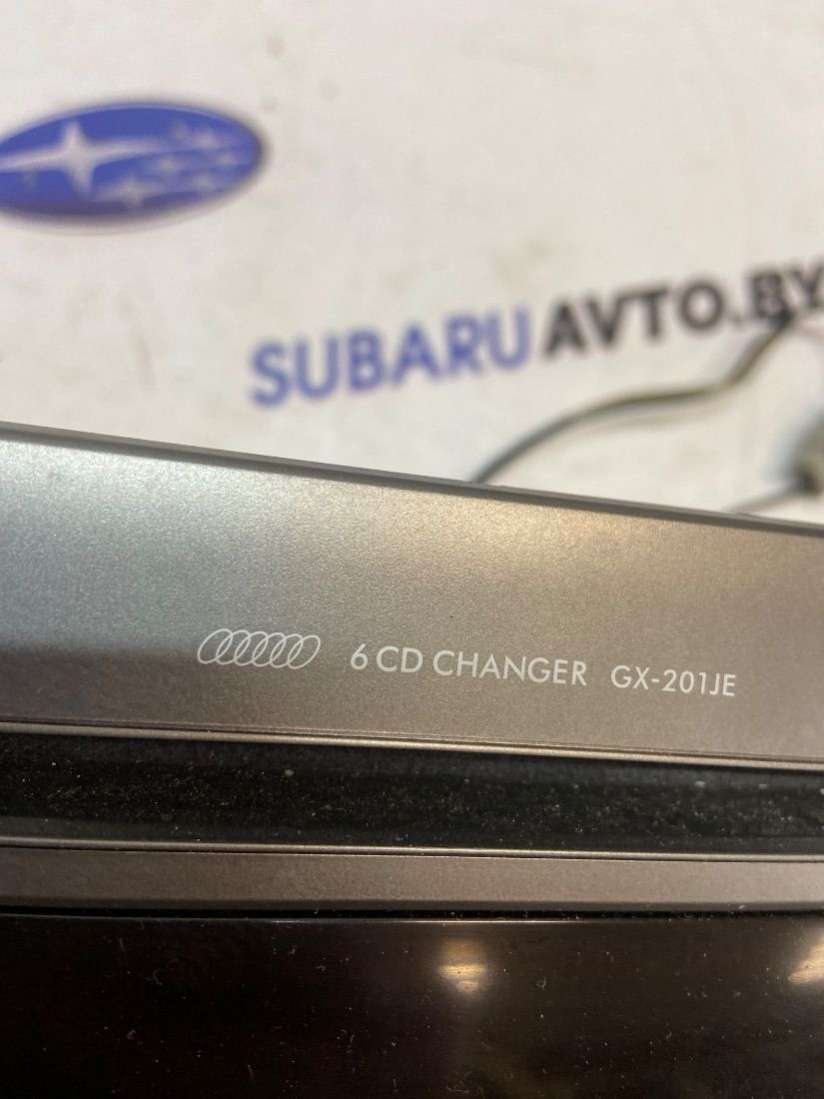 SUBARUAVTO.BY
6 CD CHANGER GX-201JE